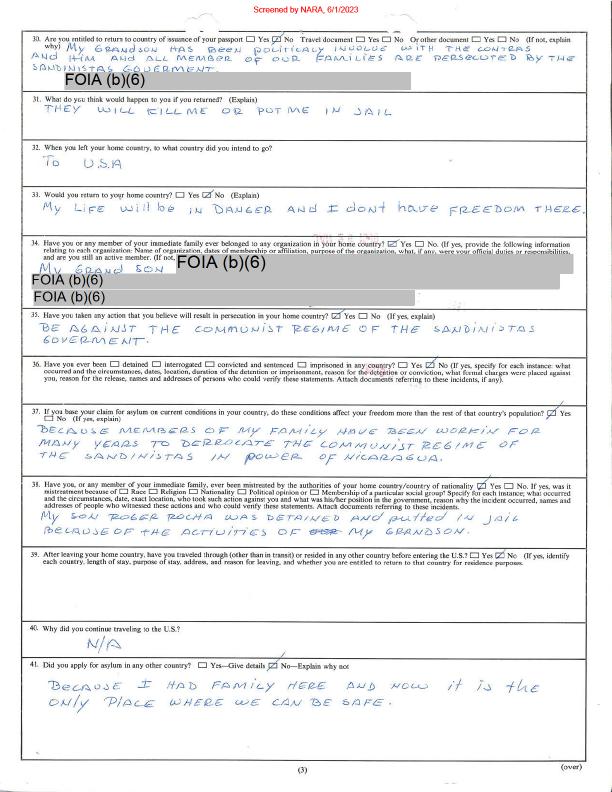 Screened by NARA, 6/1/2023
30. Are you entitled to return to country of issuance of your passport ☐ Yes ☑ No Travel document ☐ Yes ☐ No Or other document ☐ Yes ☐ No (If not, explain
why) My GRANDSON HAS BEEN POLITICALY INVOLUE WITH THE CONTRAS
AND HIM AND ALL MEMBER OF OUR FAMILIES ARE PERSECUTED BY THE
SANDINISTAS GOUERMENT.
FOIA (b)(6)
31. What do you think would happen to you if you returned? (Explain)
THEY WILL KILL ME OR PUT ME IN JAIL
32. When you left your home country, to what country did you intend to go?
To U.S.A
33. Would you return to your home country? ☐ Yes ☑ No (Explain)
My LIFE will be IN DANGER AND I dont have FREEDOM THERE.
34. Have you or any member of your immediate family ever belonged to any organization in your home country? ☑ Yes ☐ No. (If yes, provide the following information
relating to each organization: Name of organization, dates of membership or affiliation, purpose of the organization, what, if any, were your official duties or responsibilities,
and are you still an active member. (If not,
My GRAND SON FOIA (b)(6)
FOIA (b)(6)
FOIA (b)(6)
35. Have you taken any action that you believe will result in persecution in your home country? ☑ Yes ☐ No (If yes, explain)
BE AGAINST THE COMMUNIST REGIME OF THE SANDINISTAS
GOVERMENT.
36. Have you ever been ☐ detained ☐ interrogated ☐ convicted and sentenced ☐ imprisoned in any country? ☐ Yes ☑ No (If yes, specify for each instance: what
occurred and the circumstances, dates, location, duration of the detention or imprisonment, reason for the detention or conviction, what formal charges were placed against
you, reason for the release, names and addresses of persons who could verify these statements. Attach documents referring to these incidents, if any).
37. If you base your claim for asylum on current conditions in your country, do these conditions affect your freedom more than the rest of that country's population? ☑ Yes
☐ No (If yes, explain)
BECAUSE MEMBERS OF MY FAMILY HAVE BEEN WORKIN FOR
MANY YEARS TO DERROCATE THE COMMUNIST REGIME OF
THE SANDINISTAS IN POWER OF NICARAGUA.
38. Have you, or any member of your immediate family, ever been mistreated by the authorities of your home country/country of nationality ☑ Yes ☐ No. If yes, was it
mistreatment because of ☐ Race ☐ Religion ☐ Nationality ☐ Political opinion or ☐ Membership of a particular social group? Specify for each instance; what occurred
and the circumstances, date, exact location, who took such action against you and what was his/her position in the government, reason why the incident occurred, names and
addresses of people who witnessed these actions and who could verify these statements. Attach documents referring to these incidents.
My SON ROGER ROCHA WAS DETAINED AND putted IN JAIL
BECAUSE OF THE ACTIVITIES OF MY GRANDSON.
39. After leaving your home country, have you traveled through (other than in transit) or resided in any other country before entering the U.S.? ☐ Yes ☑ No (If yes, identify
each country, length of stay, purpose of stay, address, and reason for leaving, and whether you are entitled to return to that country for residence purposes.
40. Why did you continue traveling to the U.S.?
N/A
41. Did you apply for asylum in any other country? ☐ Yes—Give details ☑ No—Explain why not
BECAUSE I HAD FAMILY HERE AND NOW it is the
ONLY PLACE WHERE WE CAN BE SAFE.
(3)
(over)